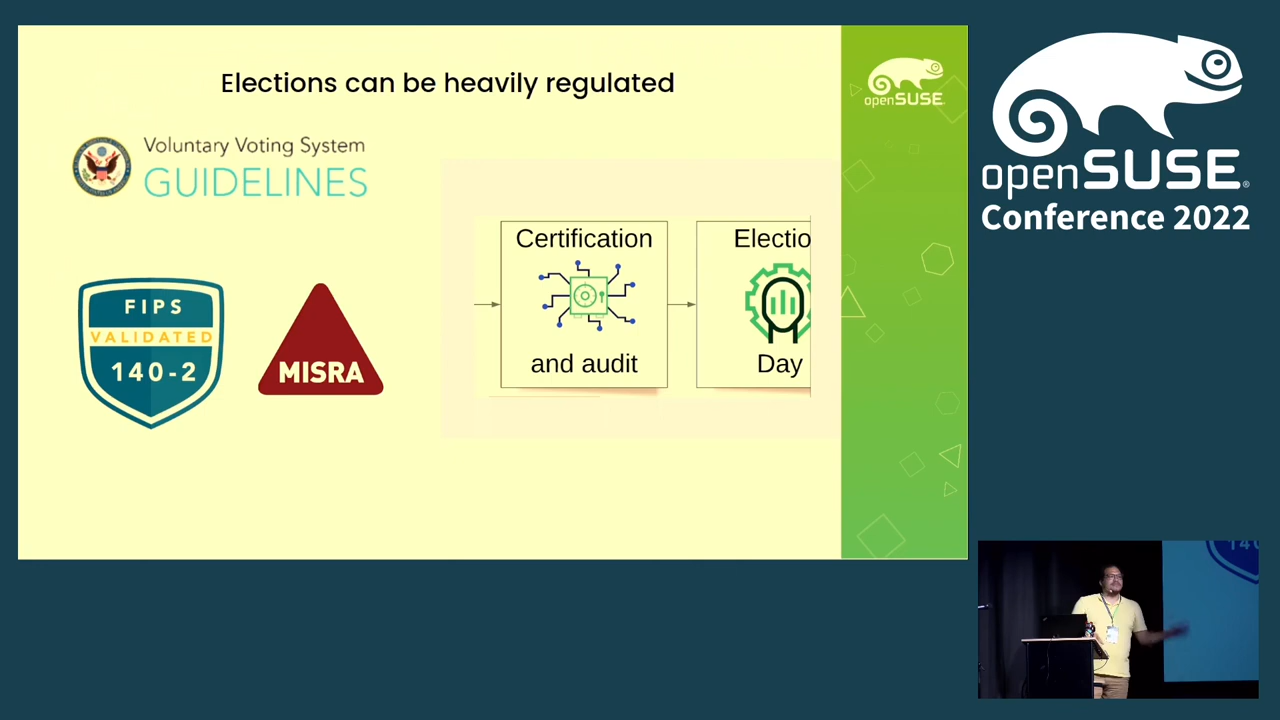 Elections can be heavily regulated
Voluntary Voting System
GUIDELINES
FIPS
VALIDATED
140-2
MISRA
Certification
and audit
Electio
Day
openSUSE
openSUSE
Conference 2022